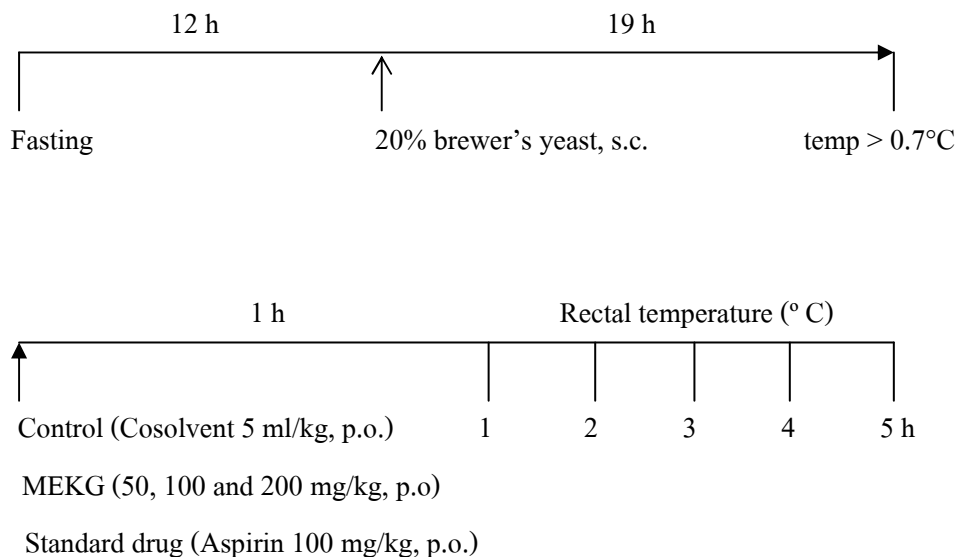 12 h 19 h
Fasting 20% brewer’s yeast, s.c. temp > 0.7°C
1 h Rectal temperature (º C)
Control (Cosolvent 5 ml/kg, p.o.) 1 2 3 4 5 h
MEKG (50, 100 and 200 mg/kg, p.o)
Standard drug (Aspirin 100 mg/kg, p.o.)